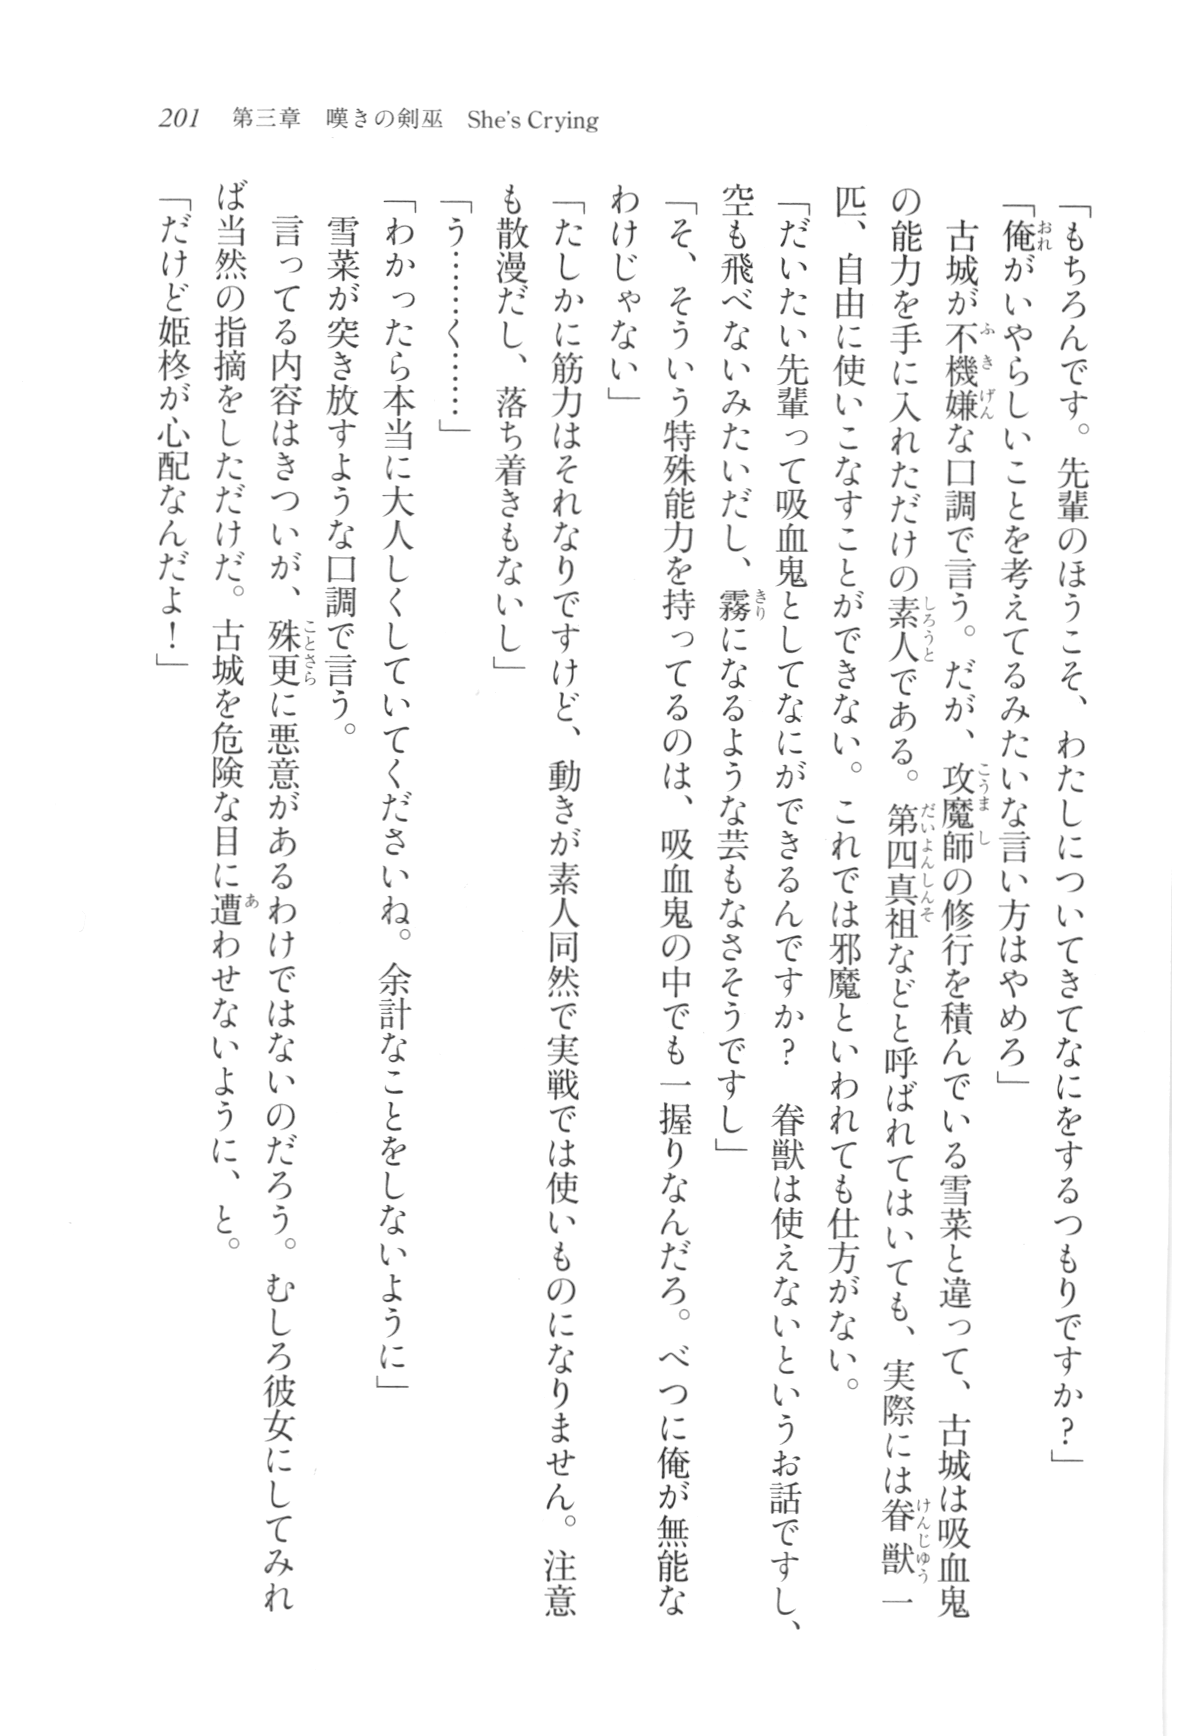 201　第三章　嘆きの剣巫　She's Crying
「もちろんです。先輩のほうこそ、わたしについてきてなにをするつもりですか？」
「俺がいやらしいことを考えてるみたいな言い方はやめろ」
　古城が不機嫌な口調で言う。だが、攻魔師の修行を積んでいる雪菜と違って、古城は吸血鬼
の能力を手に入れただけの素人である。第四真祖などと呼ばれてはいても、実際には眷獣一
匹、自由に使いこなすことができない。これでは邪魔といわれても仕方がない。
「だいたい先輩って吸血鬼としてなにができるんですか？　眷獣は使えないというお話ですし、
空も飛べないみたいだし、霧になるような芸もなさそうですし」
「そ、そういう特殊能力を持ってるのは、吸血鬼の中でも一握りなんだろ。べつに俺が無能な
わけじゃない」
「たしかに筋力はそれなりですけど、動きが素人同然で実戦では使いものになりません。注意
も散漫だし、落ち着きもないし」
「う……く……」
「わかったら本当に大人しくしていてくださいね。余計なことをしないように」
　雪菜が突き放すような口調で言う。
　言ってる内容はきついが、殊更に悪意があるわけではないのだろう。むしろ彼女にしてみれ
ば当然の指摘をしただけだ。古城を危険な目に遭わせないように、と。
「だけど姫柊が心配なんだよ！」